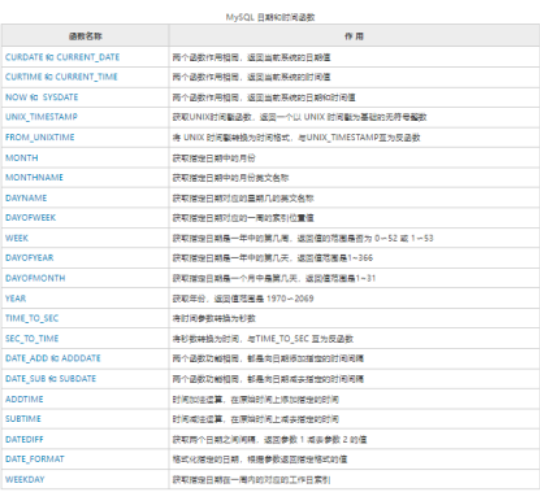 MySQL 日期和时间函数
函数名称 作 用
CURDATE 和 CURRENT_DATE 两个函数作用相同，返回当前系统的日期值
CURTIME 和 CURRENT_TIME 两个函数作用相同，返回当前系统的时间值
NOW 和 SYSDATE 两个函数作用相同，返回当前系统的日期和时间值
UNIX_TIMESTAMP 获取UNIX时间戳函数，返回一个以 UNIX 时间戳为基础的无符号整数
FROM_UNIXTIME 将 UNIX 时间戳转换为时间格式，与UNIX_TIMESTAMP互为反函数
MONTH 获取指定日期中的月份
MONTHNAME 获取指定日期中的月份英文名称
DAYNAME 获取指定日期对应的星期几的英文名称
DAYOFWEEK 获取指定日期对应的一周的索引位置值
WEEK 获取指定日期是一年中的第几周，返回值的范围是否为 0〜52 或 1〜53
DAYOFYEAR 获取指定日期是一年中的第几天，返回值范围是1~366
DAYOFMONTH 获取指定日期是一个月中是第几天，返回值范围是1~31
YEAR 获取年份，返回值范围是 1970〜2069
TIME_TO_SEC 将时间参数转换为秒数
SEC_TO_TIME 将秒数转换为时间，与TIME_TO_SEC 互为反函数
DATE_ADD 和 ADDDATE 两个函数功能相同，都是向日期添加指定的时间间隔
DATE_SUB 和 SUBDATE 两个函数功能相同，都是向日期减去指定的时间间隔
ADDTIME 时间加法运算，在原始时间上添加指定的时间
SUBTIME 时间减法运算，在原始时间上减去指定的时间
DATEDIFF 获取两个日期之间间隔，返回参数 1 减去参数 2 的值
DATE_FORMAT 格式化指定的日期，根据参数返回指定格式的值
WEEKDAY 获取指定日期在一周内的对应的工作日索引